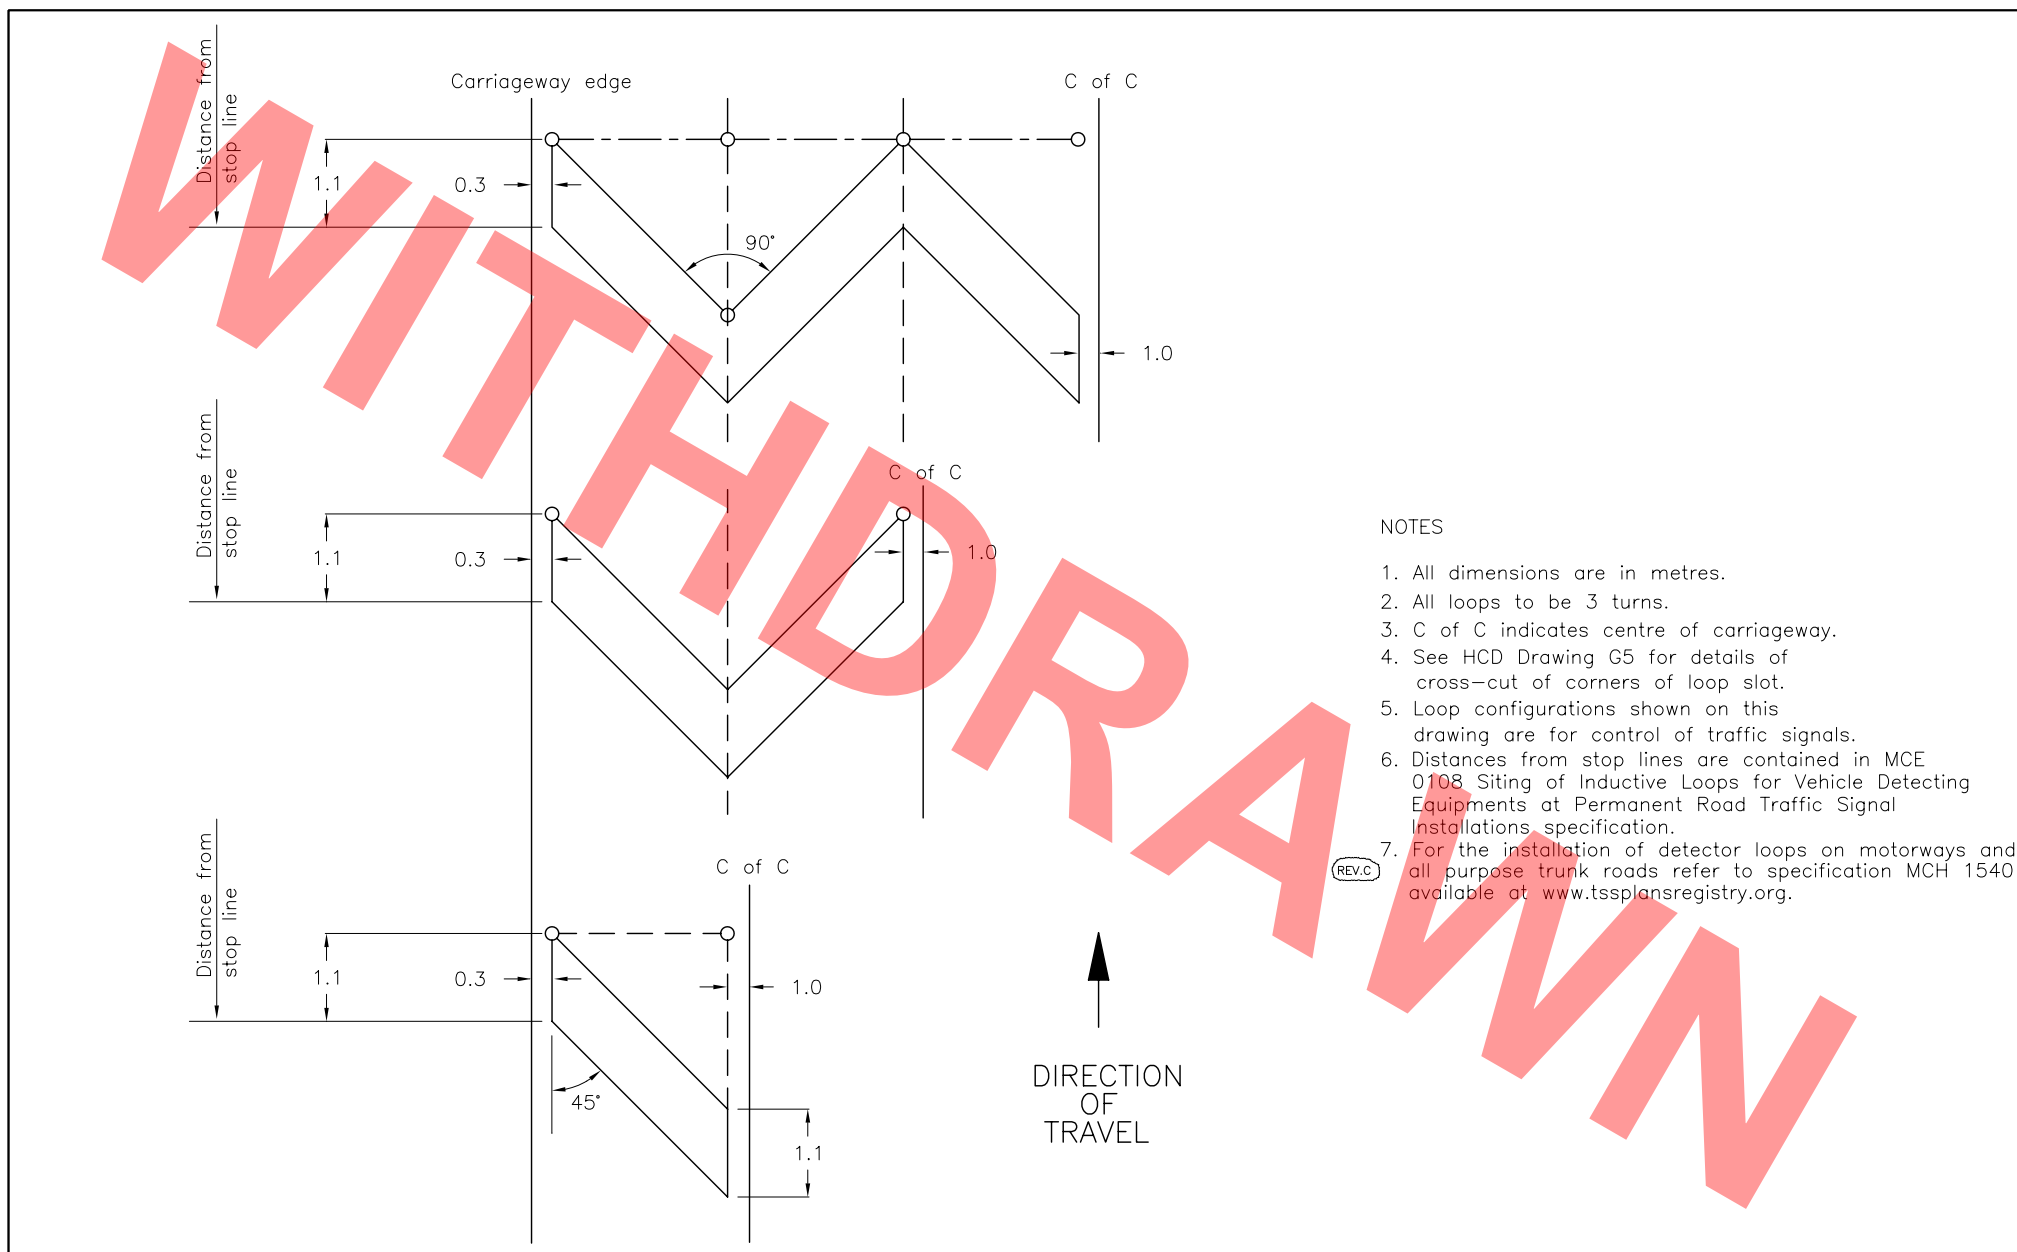 Carriageway edge
C of C
Distance from
stop line
1.1
0.3
90°
1.0
C of C
Distance from
stop line
1.1
0.3
1.0
C of C
Distance from
stop line
1.1
0.3
1.0
45°
1.1
DIRECTION
OF
TRAVEL
NOTES
1. All dimensions are in metres.
2. All loops to be 3 turns.
3. C of C indicates centre of carriageway.
4. See HCD Drawing G5 for details of
cross-cut of corners of loop slot.
5. Loop configurations shown on this
drawing are for control of traffic signals.
6. Distances from stop lines are contained in MCE
0108 Siting of Inductive Loops for Vehicle Detecting
Equipments at Permanent Road Traffic Signal
Installations specification.
7. For the installation of detector loops on motorways and
REV.C all purpose trunk roads refer to specification MCH 1540
available at www.tssplansregistry.org.
WITHDRAWN